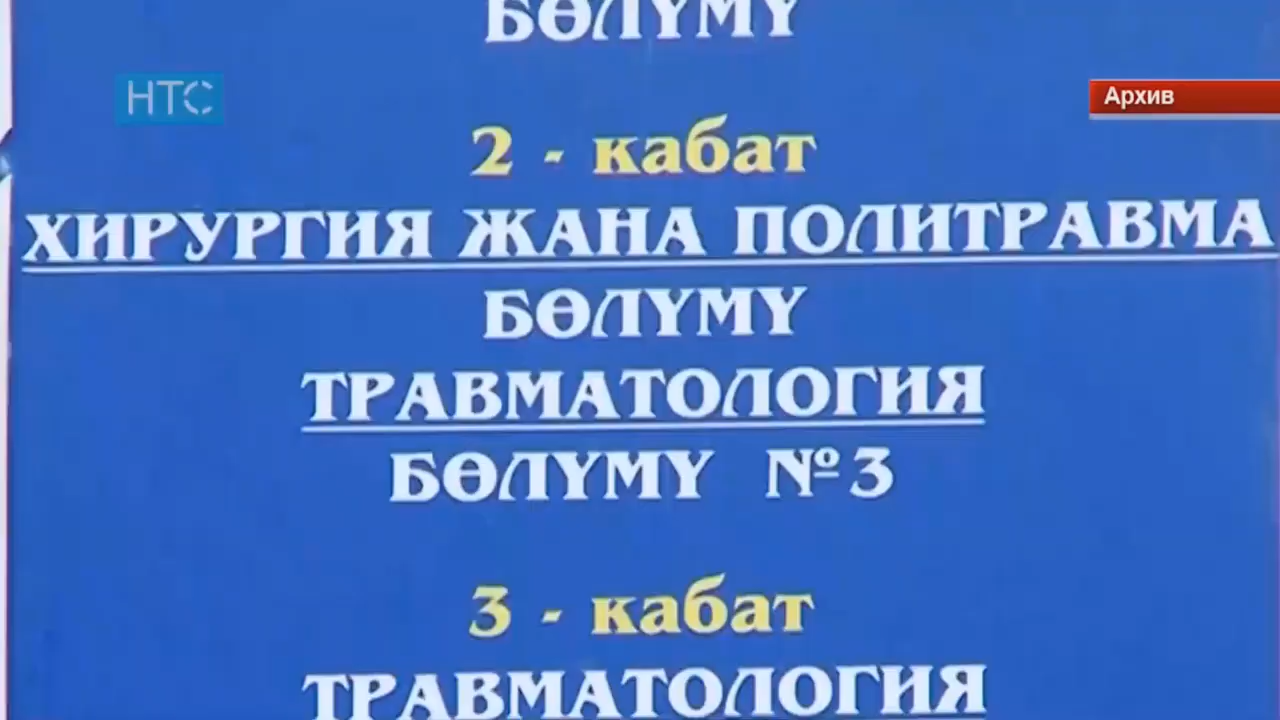 БӨЛҮМҮ
НТС
Архив
2 - кабат
ХИРУРГИЯ ЖАНА ПОЛИТРАВМА
БӨЛҮМҮ
ТРАВМАТОЛОГИЯ
БӨЛҮМҮ №3
3 - кабат
ТРАВМАТОЛОГИЯ